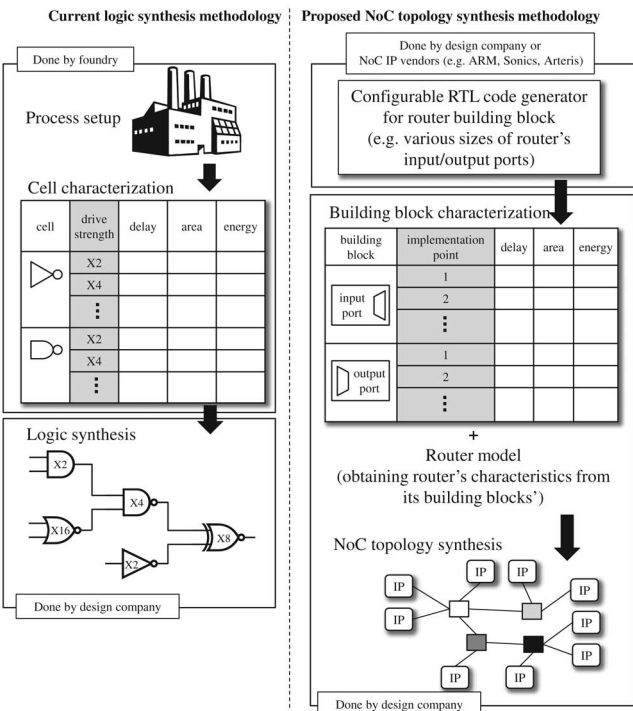 Current logic synthesis methodology
Done by foundry
Process setup
Cell characterization
cell
drive
strength
delay
area
energy
X2
X4
X2
X4
Logic synthesis
X2
X4
X16
X8
X2
Done by design company
Proposed NoC topology synthesis methodology
Done by design company or
NoC IP vendors (e.g. ARM, Sonics, Arteris)
Configurable RTL code generator
for router building block
(e.g. various sizes of router's
input/output ports)
Building block characterization
building
block
implementation
point
delay
area
energy
input
port
1
2
output
port
1
2
+
Router model
(obtaining router's characteristics from
its building blocks')
NoC topology synthesis
IP
IP
IP
IP
IP
IP
IP
IP
IP
Done by design company